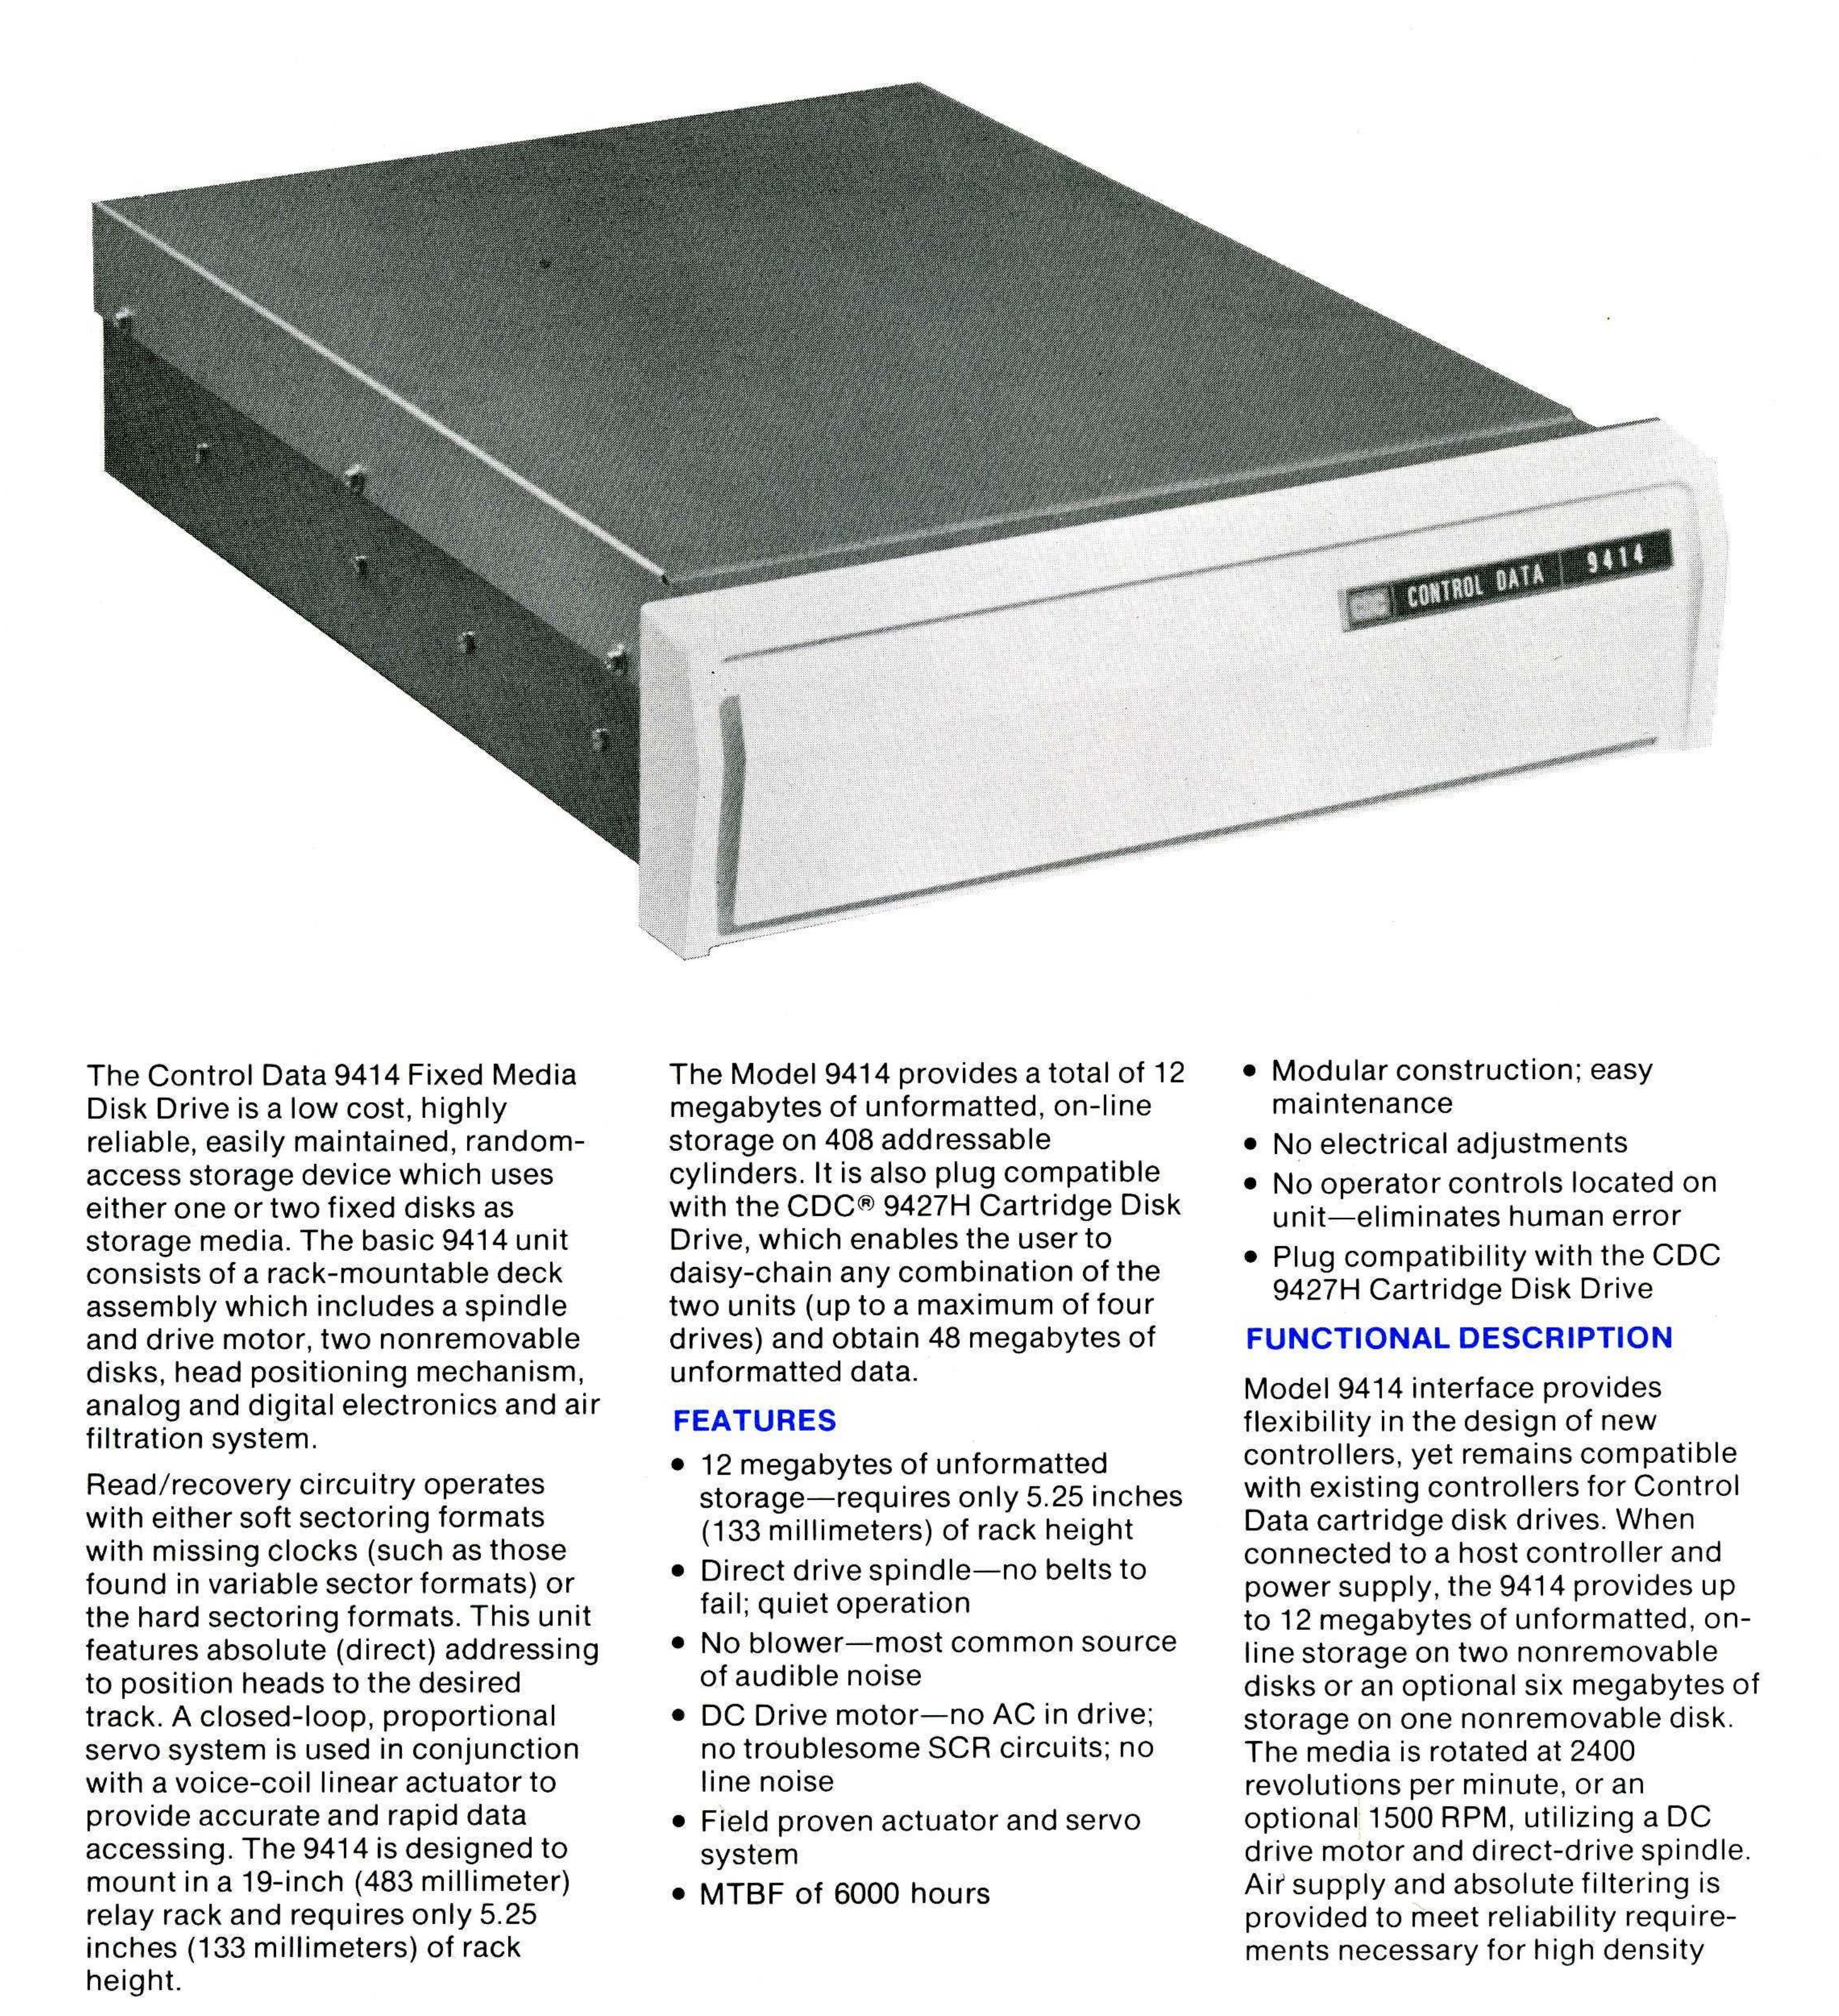 CONTROL DATA 9414
The Control Data 9414 Fixed Media
Disk Drive is a low cost, highly
reliable, easily maintained, random-
access storage device which uses
either one or two fixed disks as
storage media. The basic 9414 unit
consists of a rack-mountable deck
assembly which includes a spindle
and drive motor, two nonremovable
disks, head positioning mechanism,
analog and digital electronics and air
filtration system.
Read/recovery circuitry operates
with either soft sectoring formats
with missing clocks (such as those
found in variable sector formats) or
the hard sectoring formats. This unit
features absolute (direct) addressing
to position heads to the desired
track. A closed-loop, proportional
servo system is used in conjunction
with a voice-coil linear actuator to
provide accurate and rapid data
accessing. The 9414 is designed to
mount in a 19-inch (483 millimeter)
relay rack and requires only 5.25
inches (133 millimeters) of rack
height.
The Model 9414 provides a total of 12
megabytes of unformatted, on-line
storage on 408 addressable
cylinders. It is also plug compatible
with the CDC® 9427H Cartridge Disk
Drive, which enables the user to
daisy-chain any combination of the
two units (up to a maximum of four
drives) and obtain 48 megabytes of
unformatted data.
FEATURES
• 12 megabytes of unformatted
storage—requires only 5.25 inches
(133 millimeters) of rack height
• Direct drive spindle—no belts to
fail; quiet operation
• No blower—most common source
of audible noise
• DC Drive motor—no AC in drive;
no troublesome SCR circuits; no
line noise
• Field proven actuator and servo
system
• MTBF of 6000 hours
• Modular construction; easy
maintenance
• No electrical adjustments
• No operator controls located on
unit—eliminates human error
• Plug compatibility with the CDC
9427H Cartridge Disk Drive
FUNCTIONAL DESCRIPTION
Model 9414 interface provides
flexibility in the design of new
controllers, yet remains compatible
with existing controllers for Control
Data cartridge disk drives. When
connected to a host controller and
power supply, the 9414 provides up
to 12 megabytes of unformatted, on-
line storage on two nonremovable
disks or an optional six megabytes of
storage on one nonremovable disk.
The media is rotated at 2400
revolutions per minute, or an
optional 1500 RPM, utilizing a DC
drive motor and direct-drive spindle.
Air supply and absolute filtering is
provided to meet reliability require-
ments necessary for high density